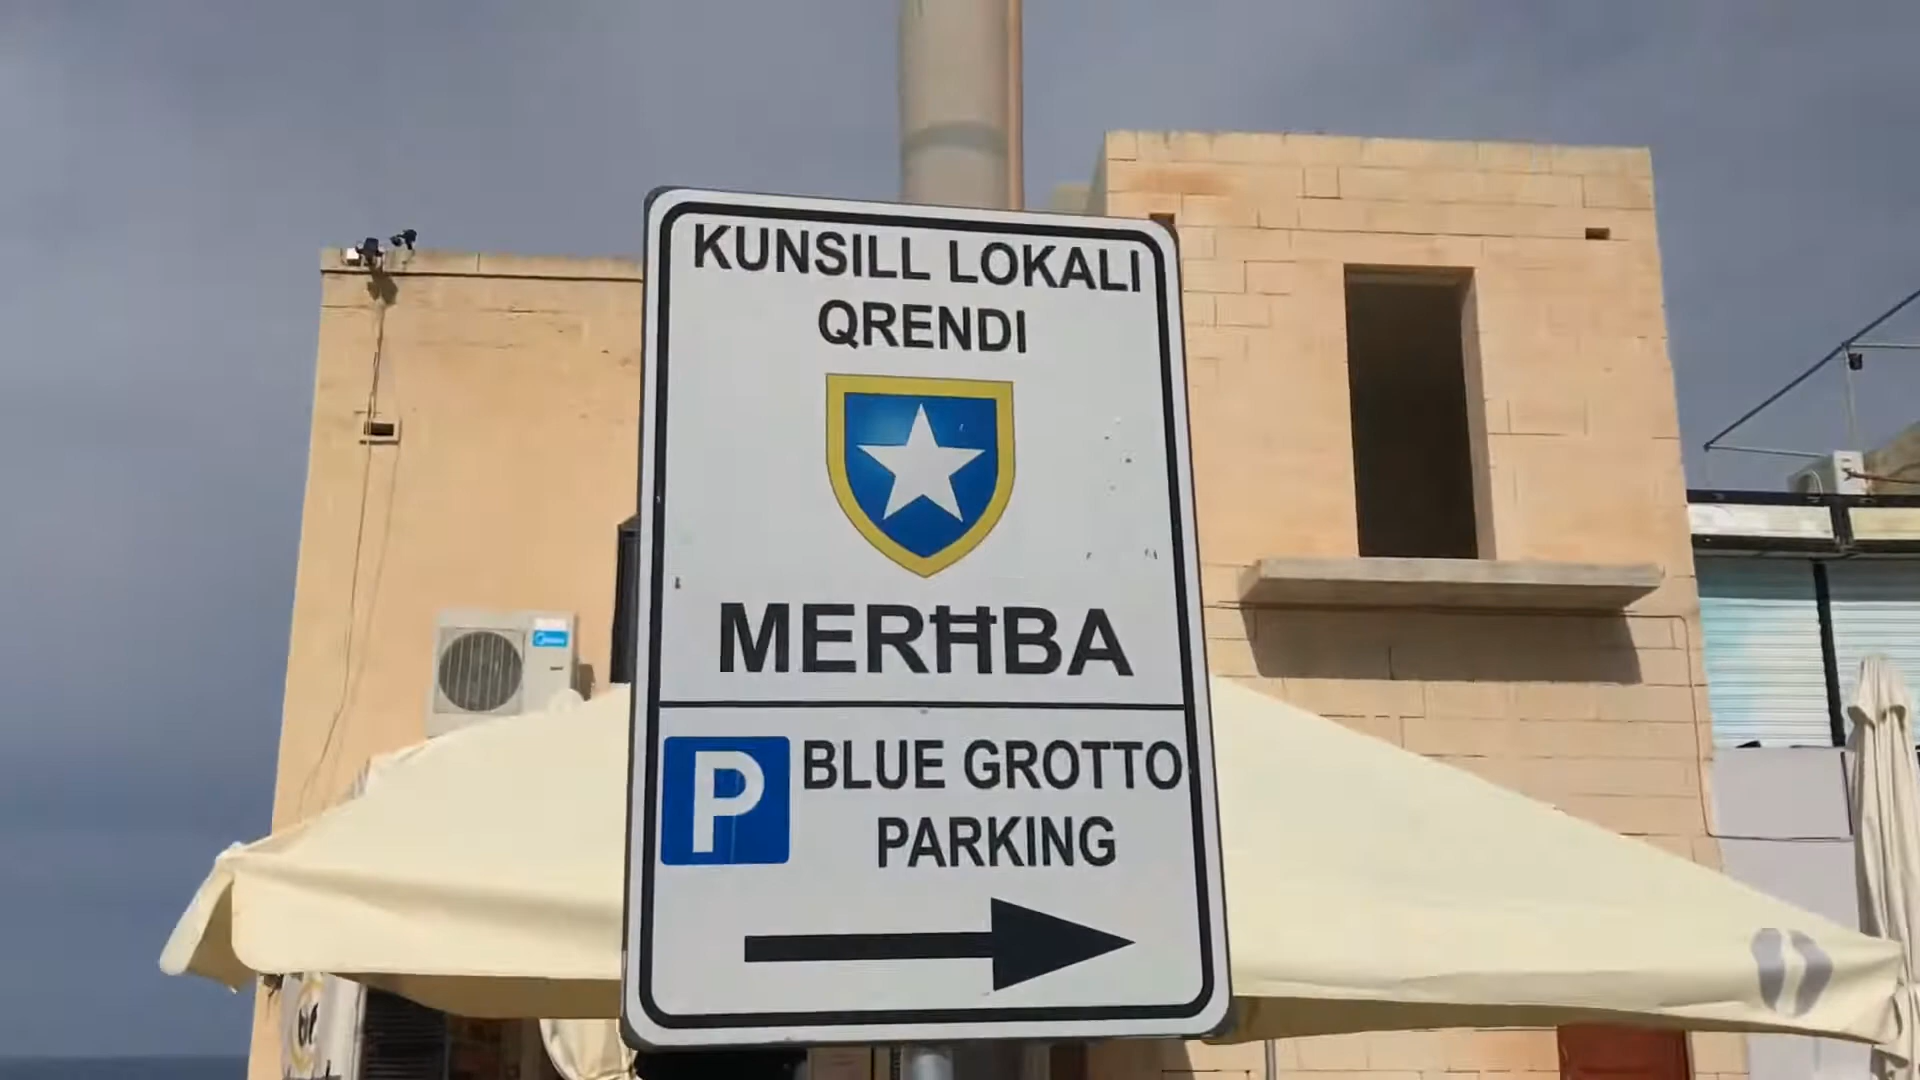 KUNSILL LOKALI
QRENDI
MERĦBA
P BLUE GROTTO
PARKING